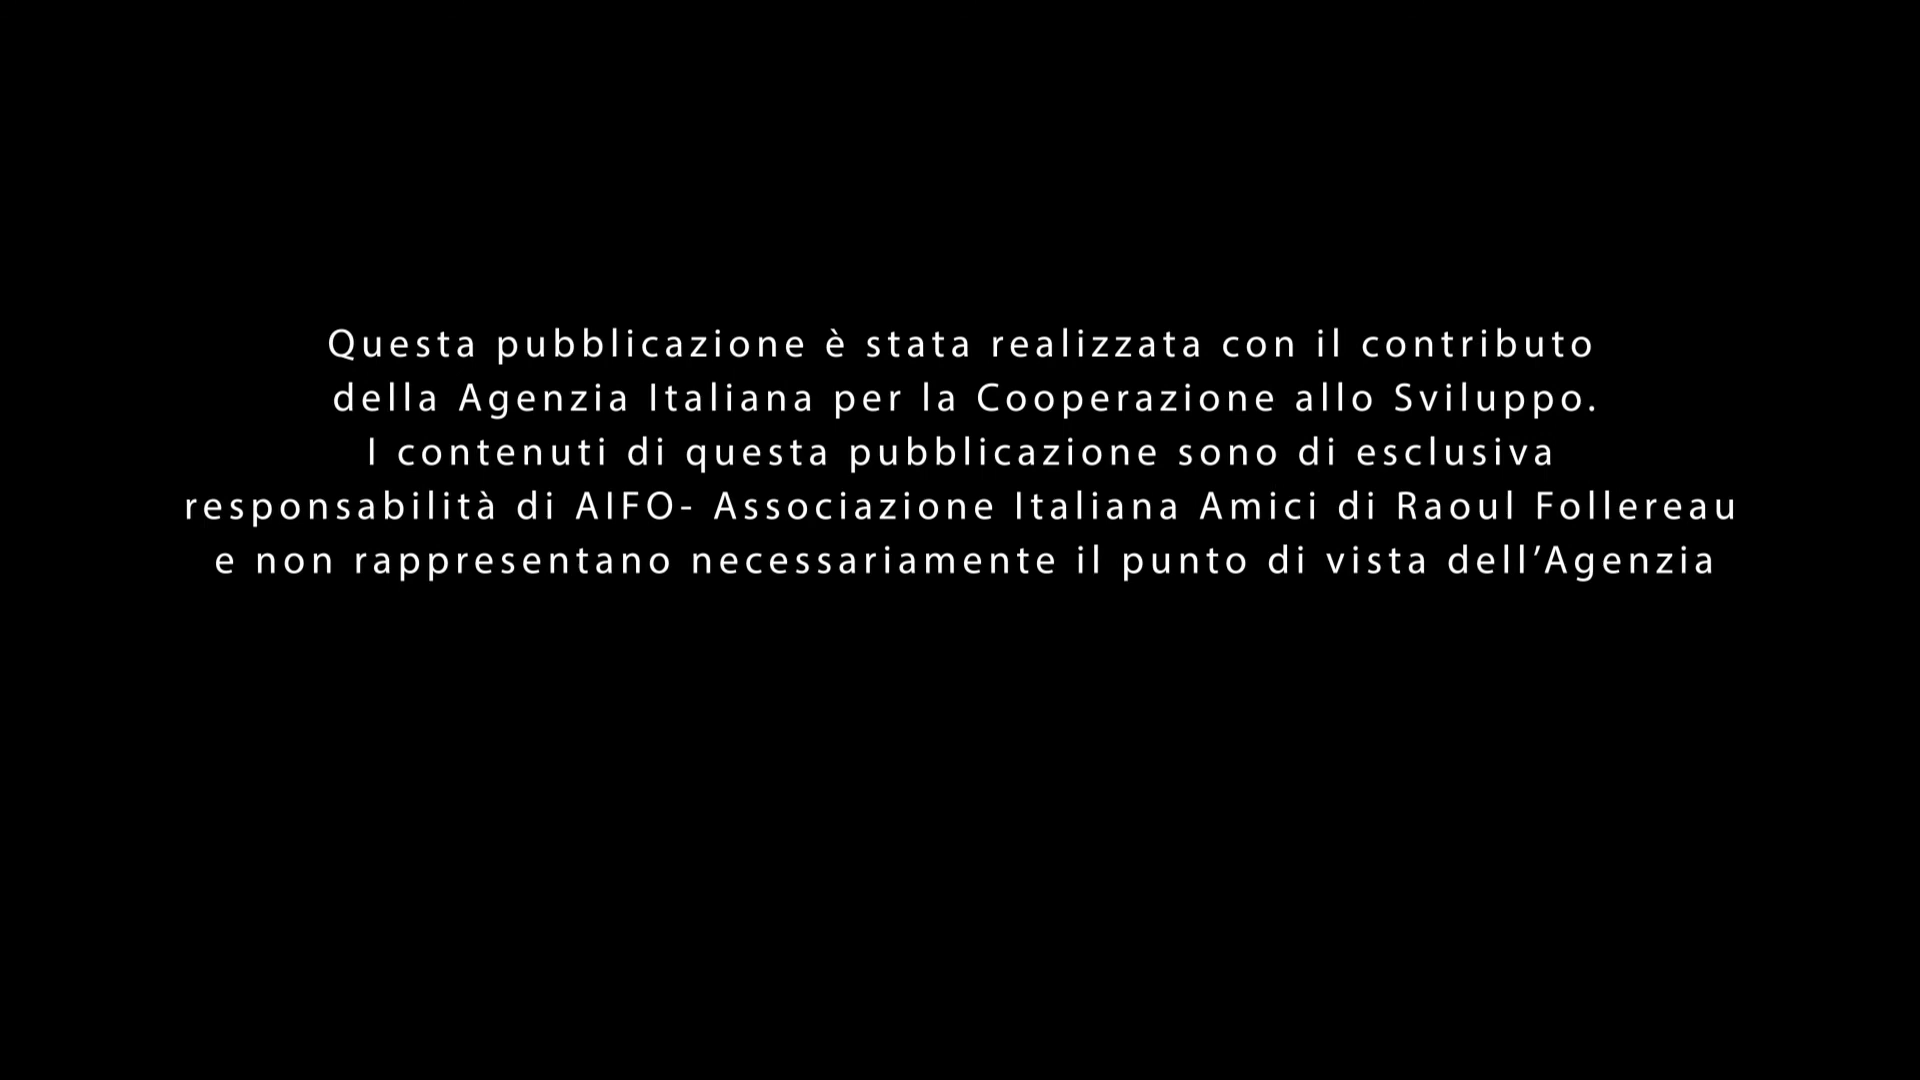 Questa pubblicazione è stata realizzata con il contributo
della Agenzia Italiana per la Cooperazione allo Sviluppo.
I contenuti di questa pubblicazione sono di esclusiva
responsabilità di AIFO- Associazione Italiana Amici di Raoul Follereau
e non rappresentano necessariamente il punto di vista dell’Agenzia